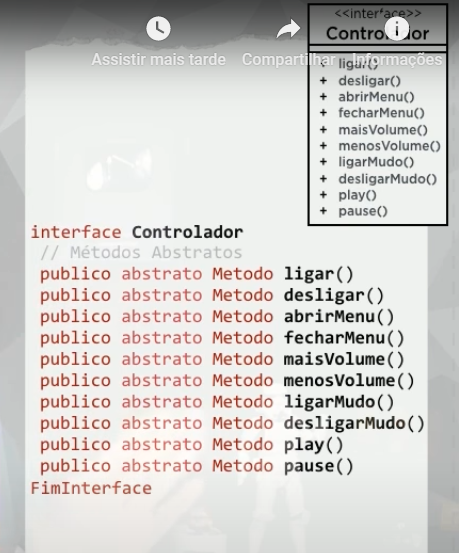 <<interface>>
Controlador
Assistir mais tarde
Compartilhar
Informações
+ ligar()
+ desligar()
+ abrirMenu()
+ fecharMenu()
+ maisVolume()
+ menosVolume()
+ ligarMudo()
+ desligarMudo()
+ play()
+ pause()
interface Controlador
// Métodos Abstratos
publico abstrato Metodo ligar()
publico abstrato Metodo desligar()
publico abstrato Metodo abrirMenu()
publico abstrato Metodo fecharMenu()
publico abstrato Metodo maisVolume()
publico abstrato Metodo menosVolume()
publico abstrato Metodo ligarMudo()
publico abstrato Metodo desligarMudo()
publico abstrato Metodo play()
publico abstrato Metodo pause()
FimInterface